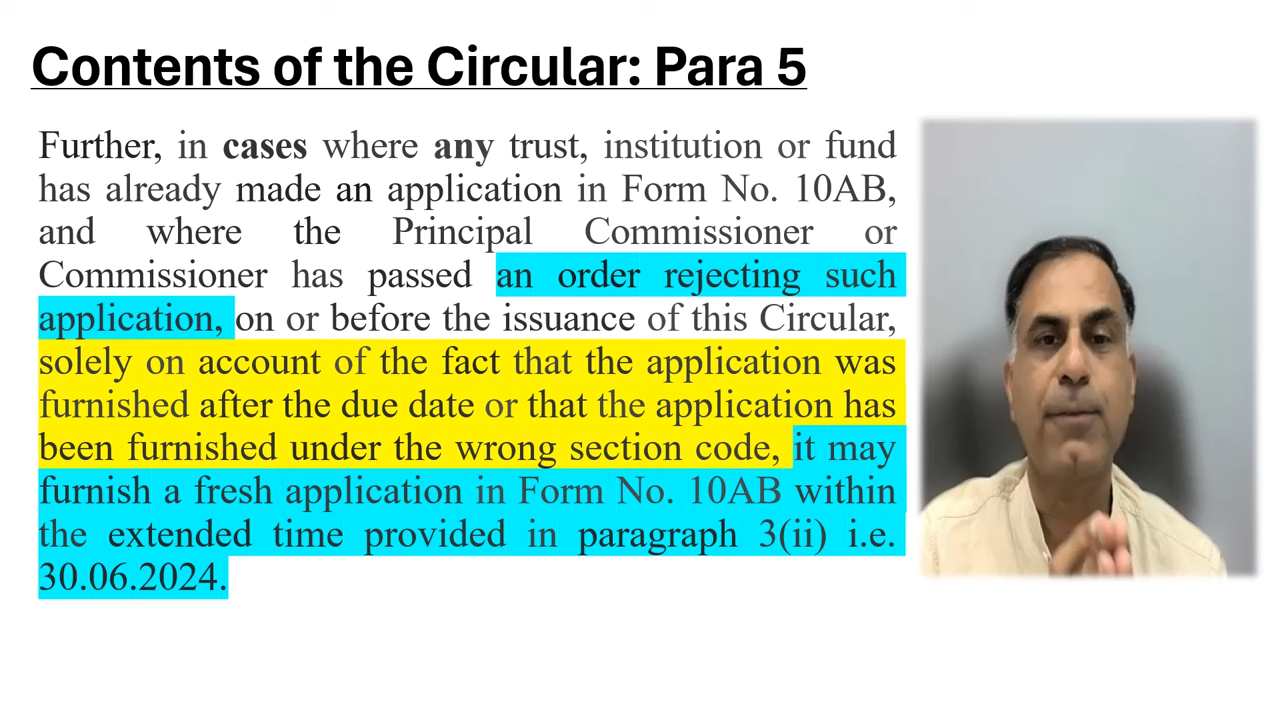 Contents of the Circular: Para 5
Further, in cases where any trust, institution or fund
has already made an application in Form No. 10AB,
and where the Principal Commissioner or
Commissioner has passed an order rejecting such
application, on or before the issuance of this Circular,
solely on account of the fact that the application was
furnished after the due date or that the application has
been furnished under the wrong section code, it may
furnish a fresh application in Form No. 10AB within
the extended time provided in paragraph 3(ii) i.e.
30.06.2024.